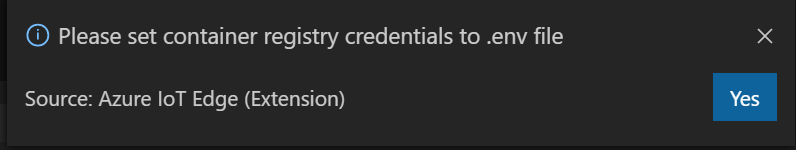 Please set container registry credentials to .env file
Source: Azure IoT Edge (Extension)
Yes